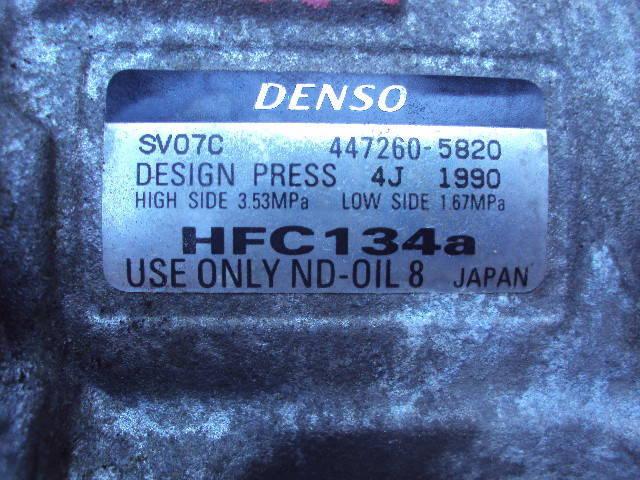 DENSO
SV07C 447260-5820
DESIGN PRESS 4J 1990
HIGH SIDE 3.53MPa LOW SIDE 1.67MPa
HFC134a
USE ONLY ND-OIL 8 JAPAN